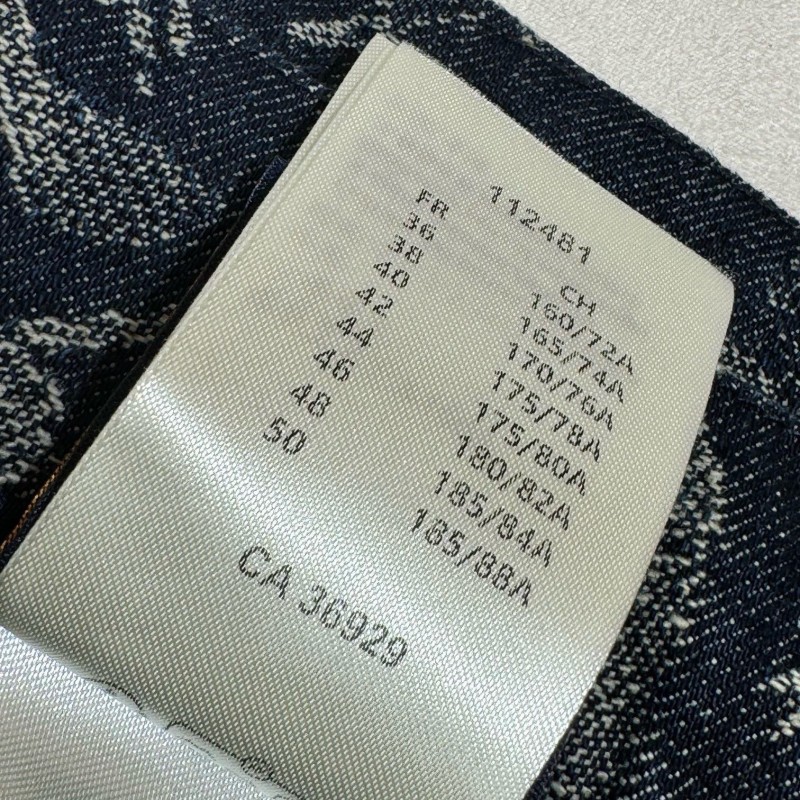 112481
FR CH
36 160/72A
38 165/74A
40 170/76A
42 175/78A
44 175/80A
46 180/82A
48 185/84A
50 185/88A
CA 36929